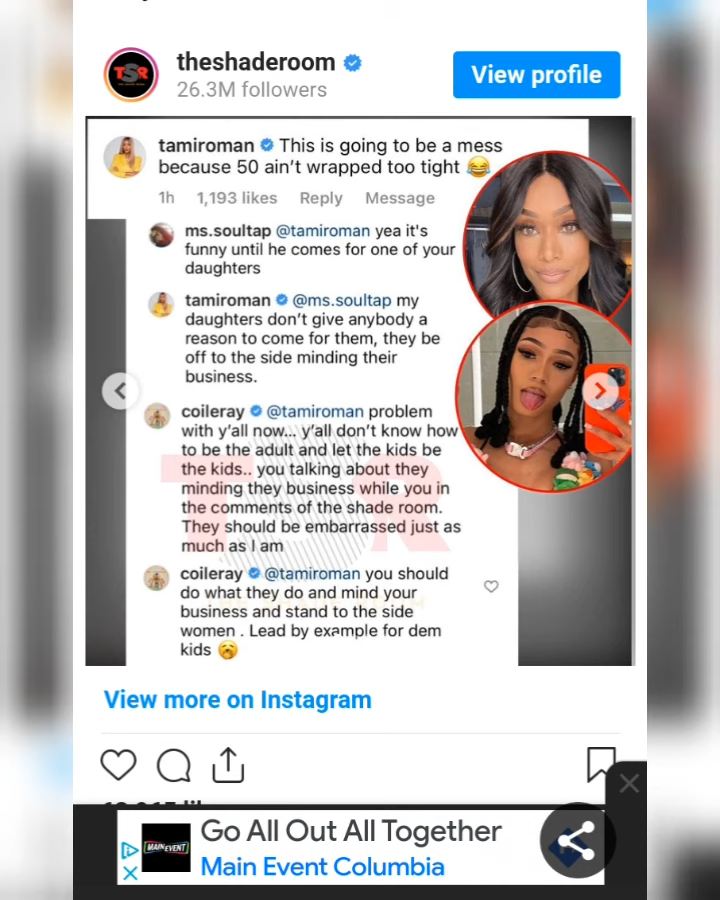 theshaderoom
26.3M followers
View profile
tamiroman This is going to be a mess
because 50 ain't wrapped too tight 😂
1h 1,193 likes Reply Message
ms.soultap @tamiroman yea it's
funny until he comes for one of your
daughters
tamiroman @ms.soultap my
daughters don't give anybody a
reason to come for them, they be
off to the side minding their
business.
coileray @tamiroman problem
with y'all now... y'all don't know how
to be the adult and let the kids be
the kids.. you talking about they
minding they business while you in
the comments of the shade room.
They should be embarrassed just as
much as I am
coileray @tamiroman you should
do what they do and mind your
business and stand to the side
women . Lead by example for dem
kids 🥱
TSR
View more on Instagram
Go All Out All Together
Main Event Columbia
MAIN EVENT